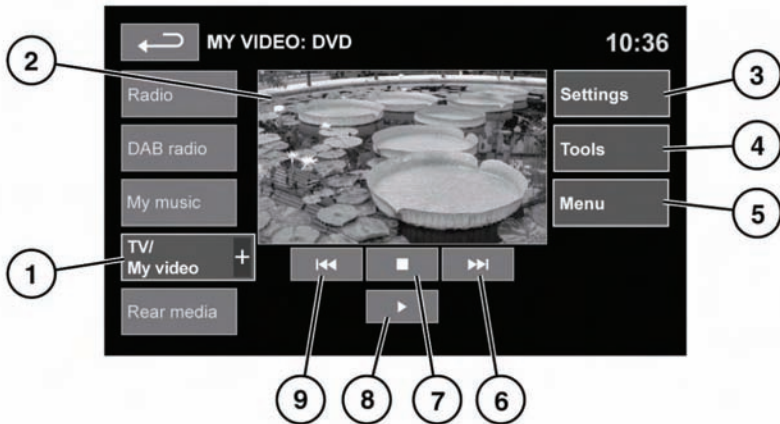 MY VIDEO: DVD
10:36
Radio
DAB radio
My music
TV/
My video
+
Rear media
Settings
Tools
Menu
1
2
3
4
5
6
7
8
9